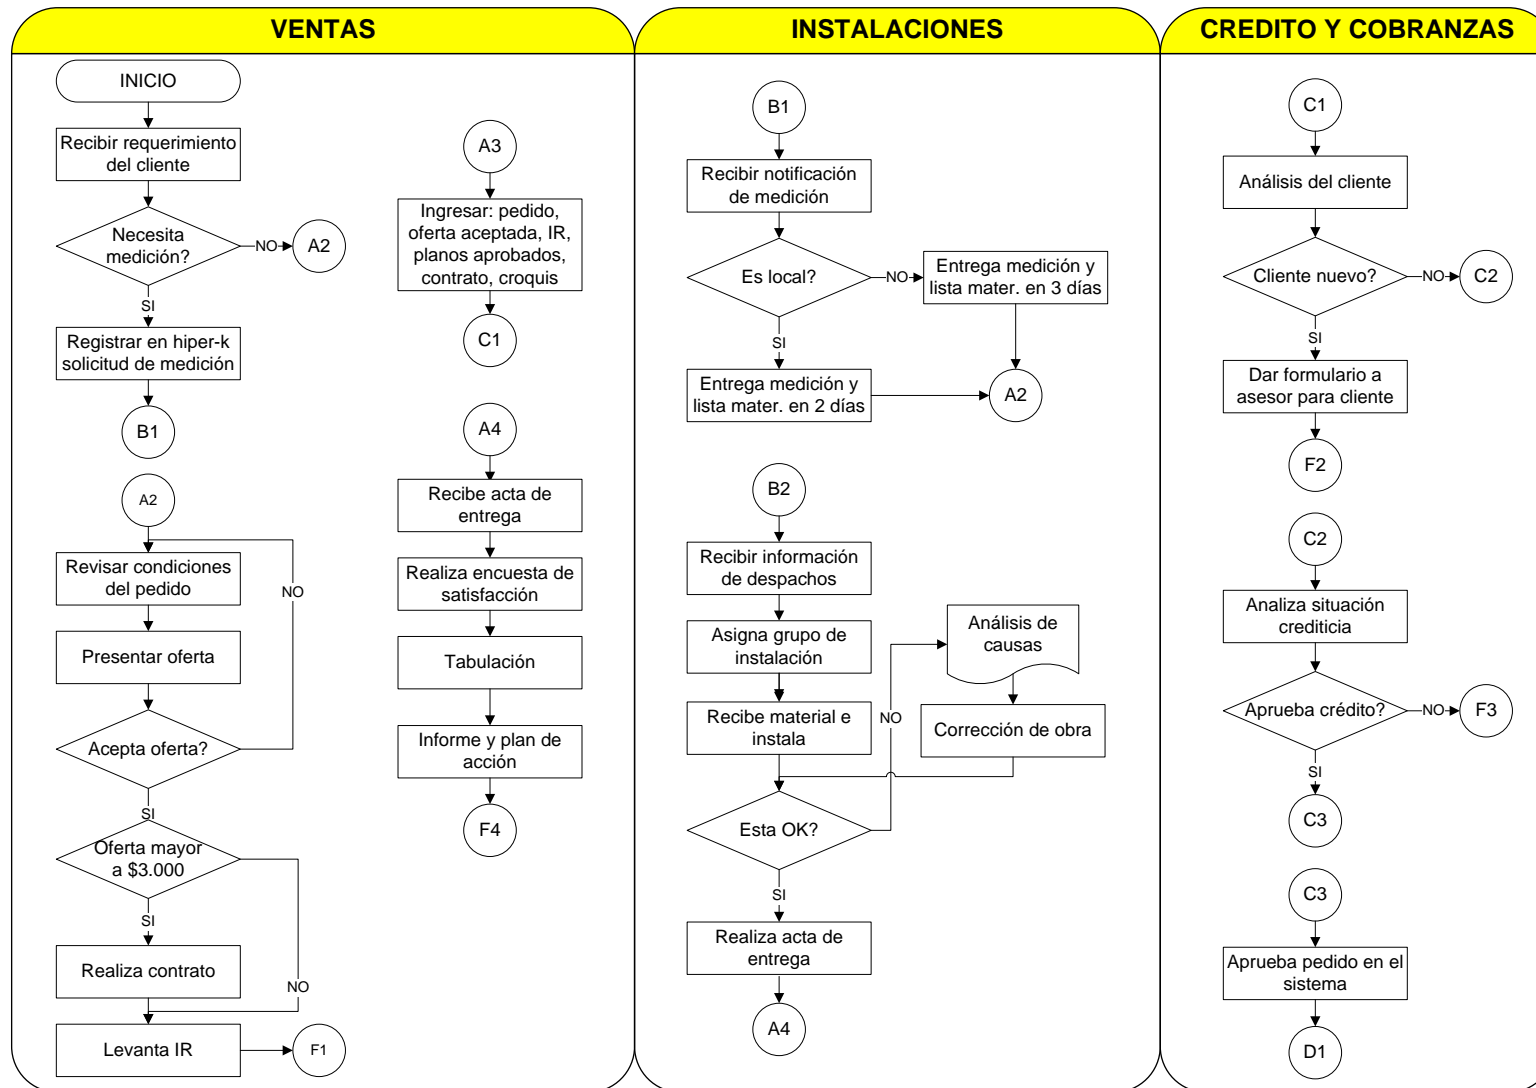 VENTAS
INICIO
Recibir requerimiento
del cliente
Necesita
medición?
NO
A2
SI
Registrar en hiper-k
solicitud de medición
B1
A2
Revisar condiciones
del pedido
NO
Presentar oferta
Acepta oferta?
SI
Oferta mayor
a $3.000
SI
Realiza contrato
NO
Levanta IR
F1
A3
Ingresar: pedido,
oferta aceptada, IR,
planos aprobados,
contrato, croquis
C1
A4
Recibe acta de
entrega
Realiza encuesta de
satisfacción
Tabulación
Informe y plan de
acción
F4
INSTALACIONES
B1
Recibir notificación
de medición
Es local?
NO
Entrega medición y
lista mater. en 3 días
SI
Entrega medición y
lista mater. en 2 días
A2
B2
Recibir información
de despachos
Asigna grupo de
instalación
Análisis de
causas
Recibe material e
instala
NO
Corrección de obra
Esta OK?
SI
Realiza acta de
entrega
A4
CREDITO Y COBRANZAS
C1
Análisis del cliente
Cliente nuevo?
NO
C2
SI
Dar formulario a
asesor para cliente
F2
C2
Analiza situación
crediticia
Aprueba crédito?
NO
F3
SI
C3
C3
Aprueba pedido en el
sistema
D1